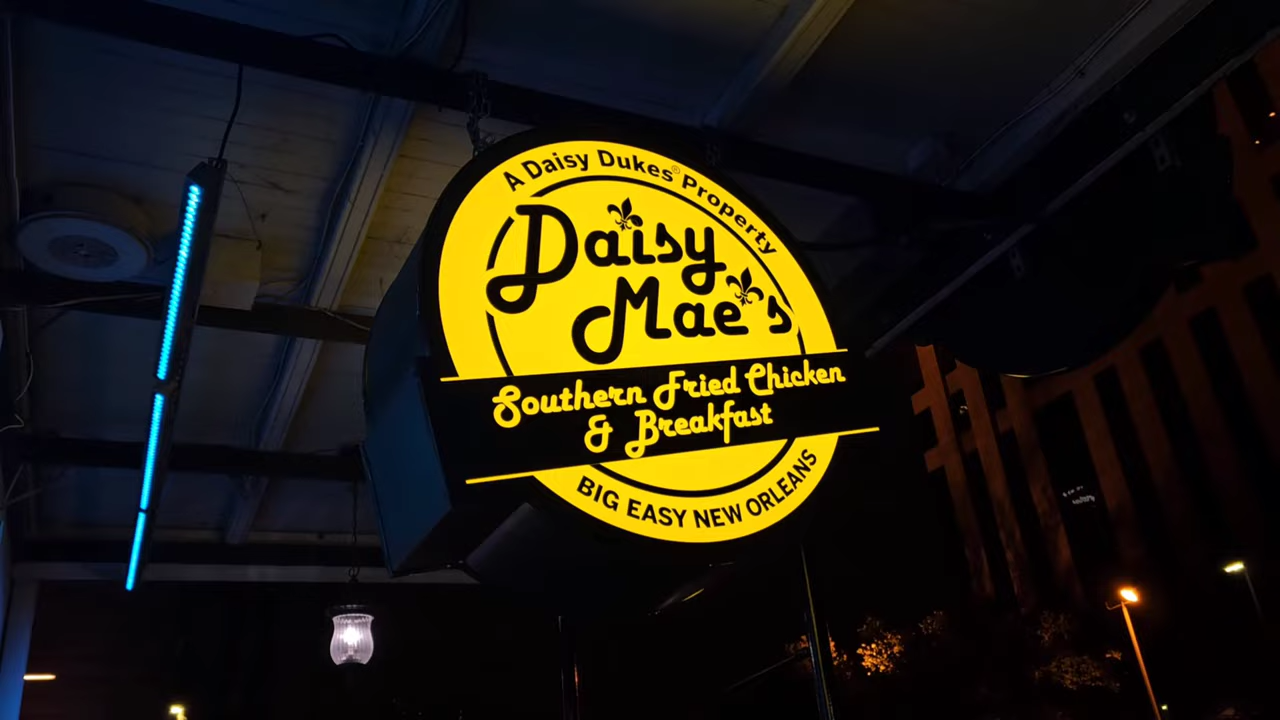 A Daisy Dukes® Property
Daisy
Mae's
Southern Fried Chicken
& Breakfast
BIG EASY NEW ORLEANS